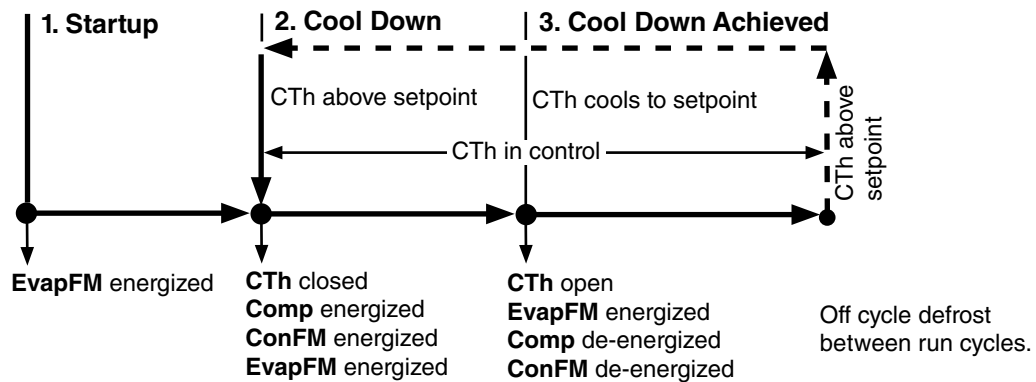 1. Startup
2. Cool Down
3. Cool Down Achieved
CTh above setpoint
CTh cools to setpoint
CTh in control
CTh above
setpoint
EvapFM energized
CTh closed
Comp energized
ConFM energized
EvapFM energized
CTh open
EvapFM energized
Comp de-energized
ConFM de-energized
Off cycle defrost
between run cycles.